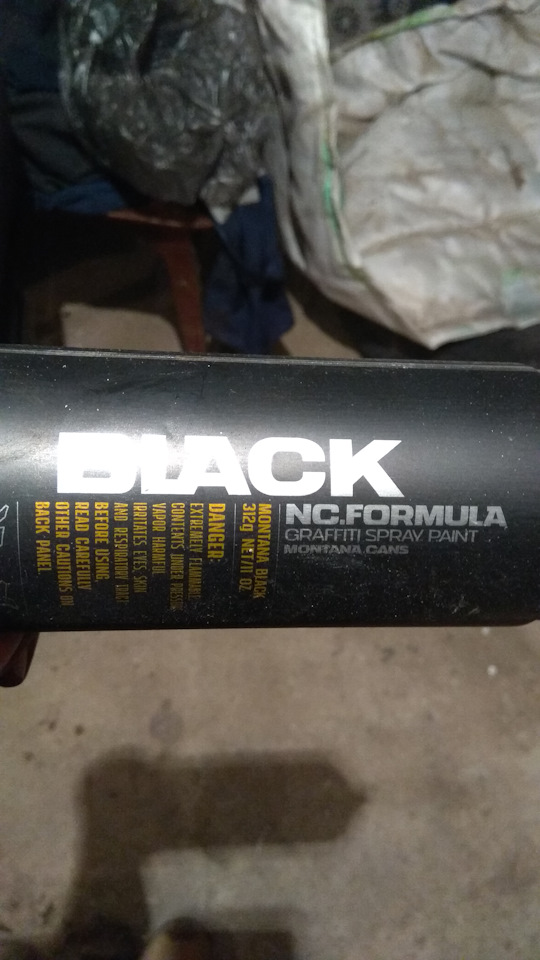 BLACK
NC.FORMULA
GRAFFITI SPRAY PAINT
MONTANA CANS
MONTANA BLACK
312g NET/11 OZ.
DANGER:
EXTREMELY FLAMMABLE
CONTENTS UNDER PRESSURE
VAPOR HARMFUL
IRRITATES EYES, SKIN
AND RESPIRATORY TRACT
BEFORE USING
READ CAREFULLY
OTHER CAUTIONS ON
BACK PANEL.